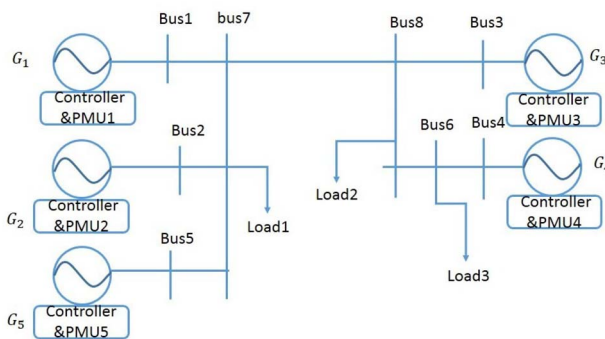 Bus1
bus7
Bus8
Bus3
G₁
G₃
Controller
&PMU1
Controller
&PMU3
Bus2
Bus6
Bus4
G₂
Controller
&PMU2
Load1
Load2
Controller
&PMU4
Bus5
Load3
G₅
Controller
&PMU5